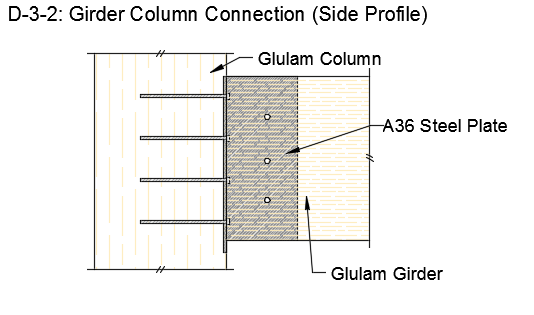 D-3-2: Girder Column Connection (Side Profile)
Glulam Column
A36 Steel Plate
Glulam Girder